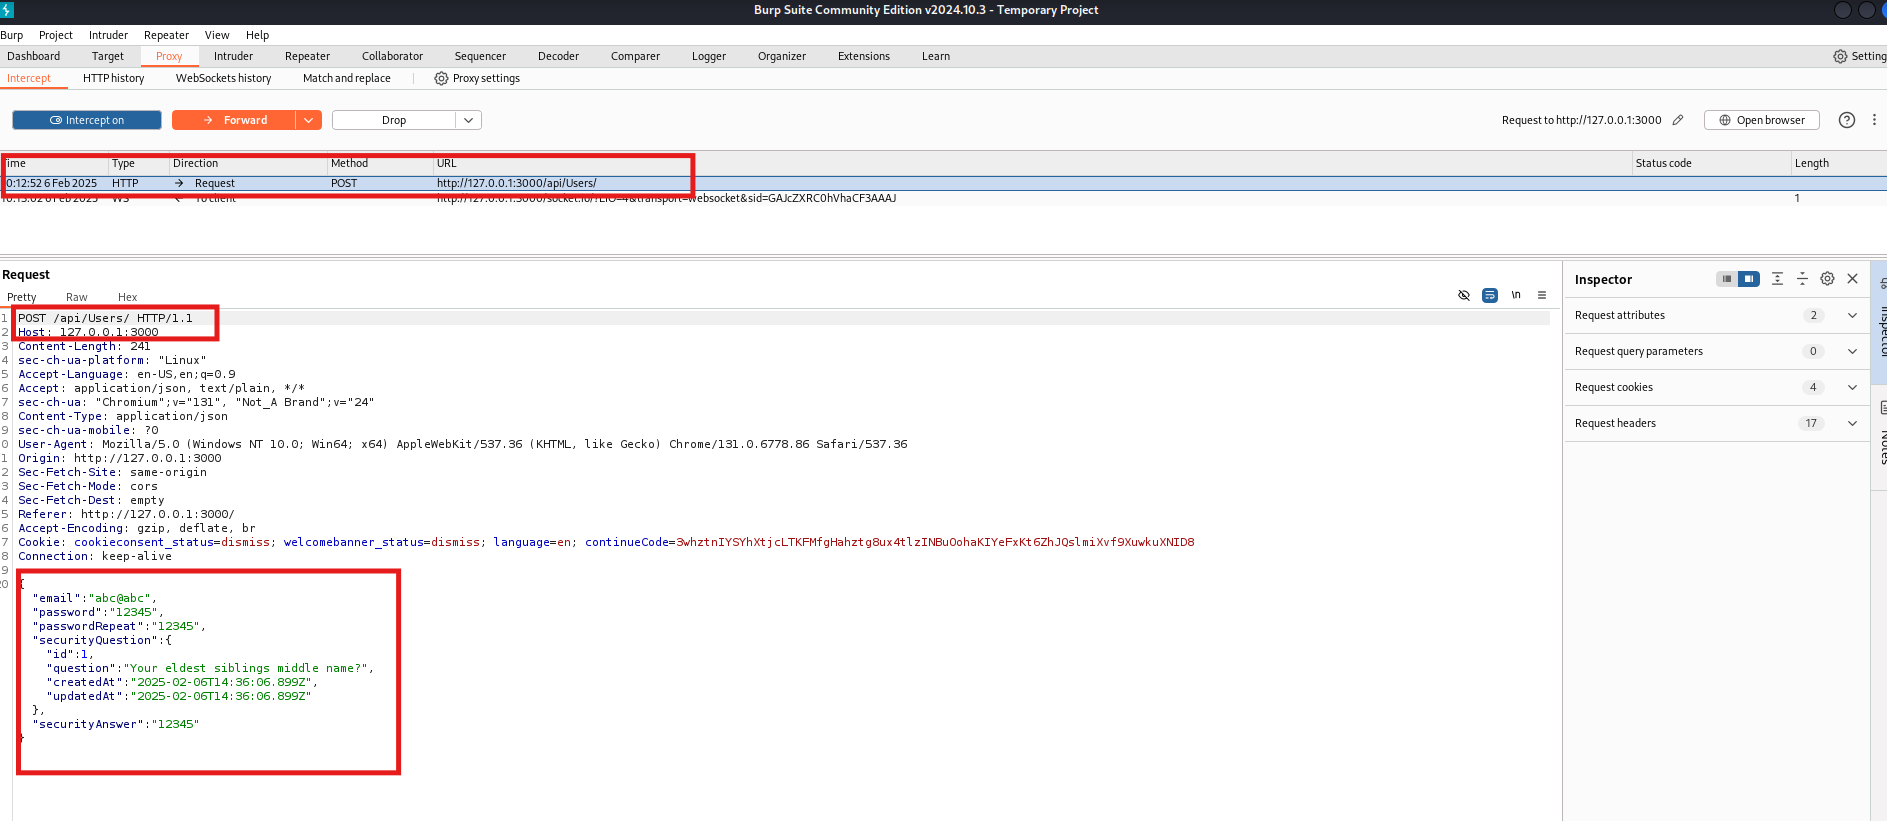 Burp Suite Community Edition v2024.10.3 - Temporary Project
Burp Project Intruder Repeater View Help
Dashboard Target Proxy Intruder Repeater Collaborator Sequencer Decoder Comparer Logger Organizer Extensions Learn Setting
Intercept HTTP history WebSockets history Match and replace Proxy settings
Intercept on Forward Drop Request to http://127.0.0.1:3000 Open browser
Time Type Direction Method URL Status code Length
0:12:52 6 Feb 2025 HTTP → Request POST http://127.0.0.1:3000/api/Users/
10:13:02 6 Feb 2025 WS ← To client http://127.0.0.1:3000/socket.io/?EIO=4&transport=websocket&sid=GAJcZXRC0hVhaCF3AAAJ 1
Request
Pretty Raw Hex
\n
1 POST /api/Users/ HTTP/1.1
2 Host: 127.0.0.1:3000
3 Content-Length: 241
4 sec-ch-ua-platform: "Linux"
5 Accept-Language: en-US,en;q=0.9
6 Accept: application/json, text/plain, */*
7 sec-ch-ua: "Chromium";v="131", "Not_A Brand";v="24"
8 Content-Type: application/json
9 sec-ch-ua-mobile: ?0
0 User-Agent: Mozilla/5.0 (Windows NT 10.0; Win64; x64) AppleWebKit/537.36 (KHTML, like Gecko) Chrome/131.0.6778.86 Safari/537.36
1 Origin: http://127.0.0.1:3000
2 Sec-Fetch-Site: same-origin
3 Sec-Fetch-Mode: cors
4 Sec-Fetch-Dest: empty
5 Referer: http://127.0.0.1:3000/
6 Accept-Encoding: gzip, deflate, br
7 Cookie: cookieconsent_status=dismiss; welcomebanner_status=dismiss; language=en; continueCode=3whztnIYSYhXtjcLTKFMfgHahztg8ux4tlzINBuOohaKIYeFxKt6ZhJQslmiXvf9XuwkuXNID8
8 Connection: keep-alive
9
20 {
"email":"abc@abc",
"password":"12345",
"passwordRepeat":"12345",
"securityQuestion":{
"id":1,
"question":"Your eldest siblings middle name?",
"createdAt":"2025-02-06T14:36:06.899Z",
"updatedAt":"2025-02-06T14:36:06.899Z"
},
"securityAnswer":"12345"
}
Inspector
Request attributes 2
Request query parameters 0
Request cookies 4
Request headers 17
Inspector
Notes